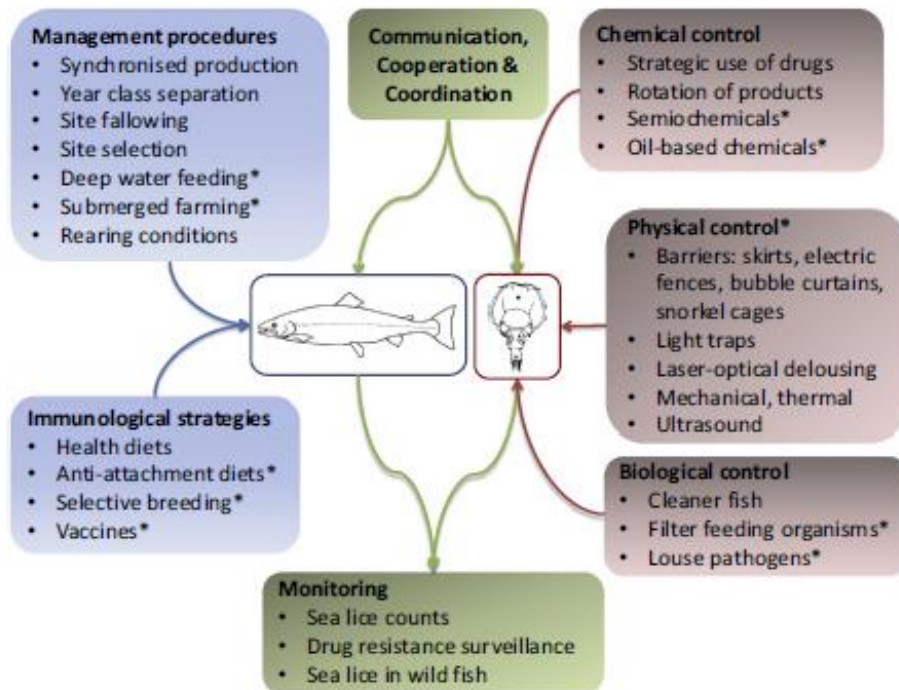 Management procedures
• Synchronised production
• Year class separation
• Site fallowing
• Site selection
• Deep water feeding*
• Submerged farming*
• Rearing conditions
Communication,
Cooperation &
Coordination
Chemical control
• Strategic use of drugs
• Rotation of products
• Semiochemicals*
• Oil-based chemicals*
Physical control*
• Barriers: skirts, electric
fences, bubble curtains,
snorkel cages
• Light traps
• Laser-optical delousing
• Mechanical, thermal
• Ultrasound
Immunological strategies
• Health diets
• Anti-attachment diets*
• Selective breeding*
• Vaccines*
Biological control
• Cleaner fish
• Filter feeding organisms*
• Louse pathogens*
Monitoring
• Sea lice counts
• Drug resistance surveillance
• Sea lice in wild fish